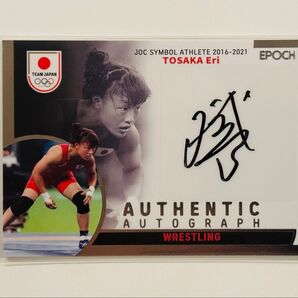 TEAM JAPAN
JOC SYMBOL ATHLETE 2016-2021
TOSAKA Eri
EPOCH
AUTHENTIC
AUTOGRAPH
WRESTLING